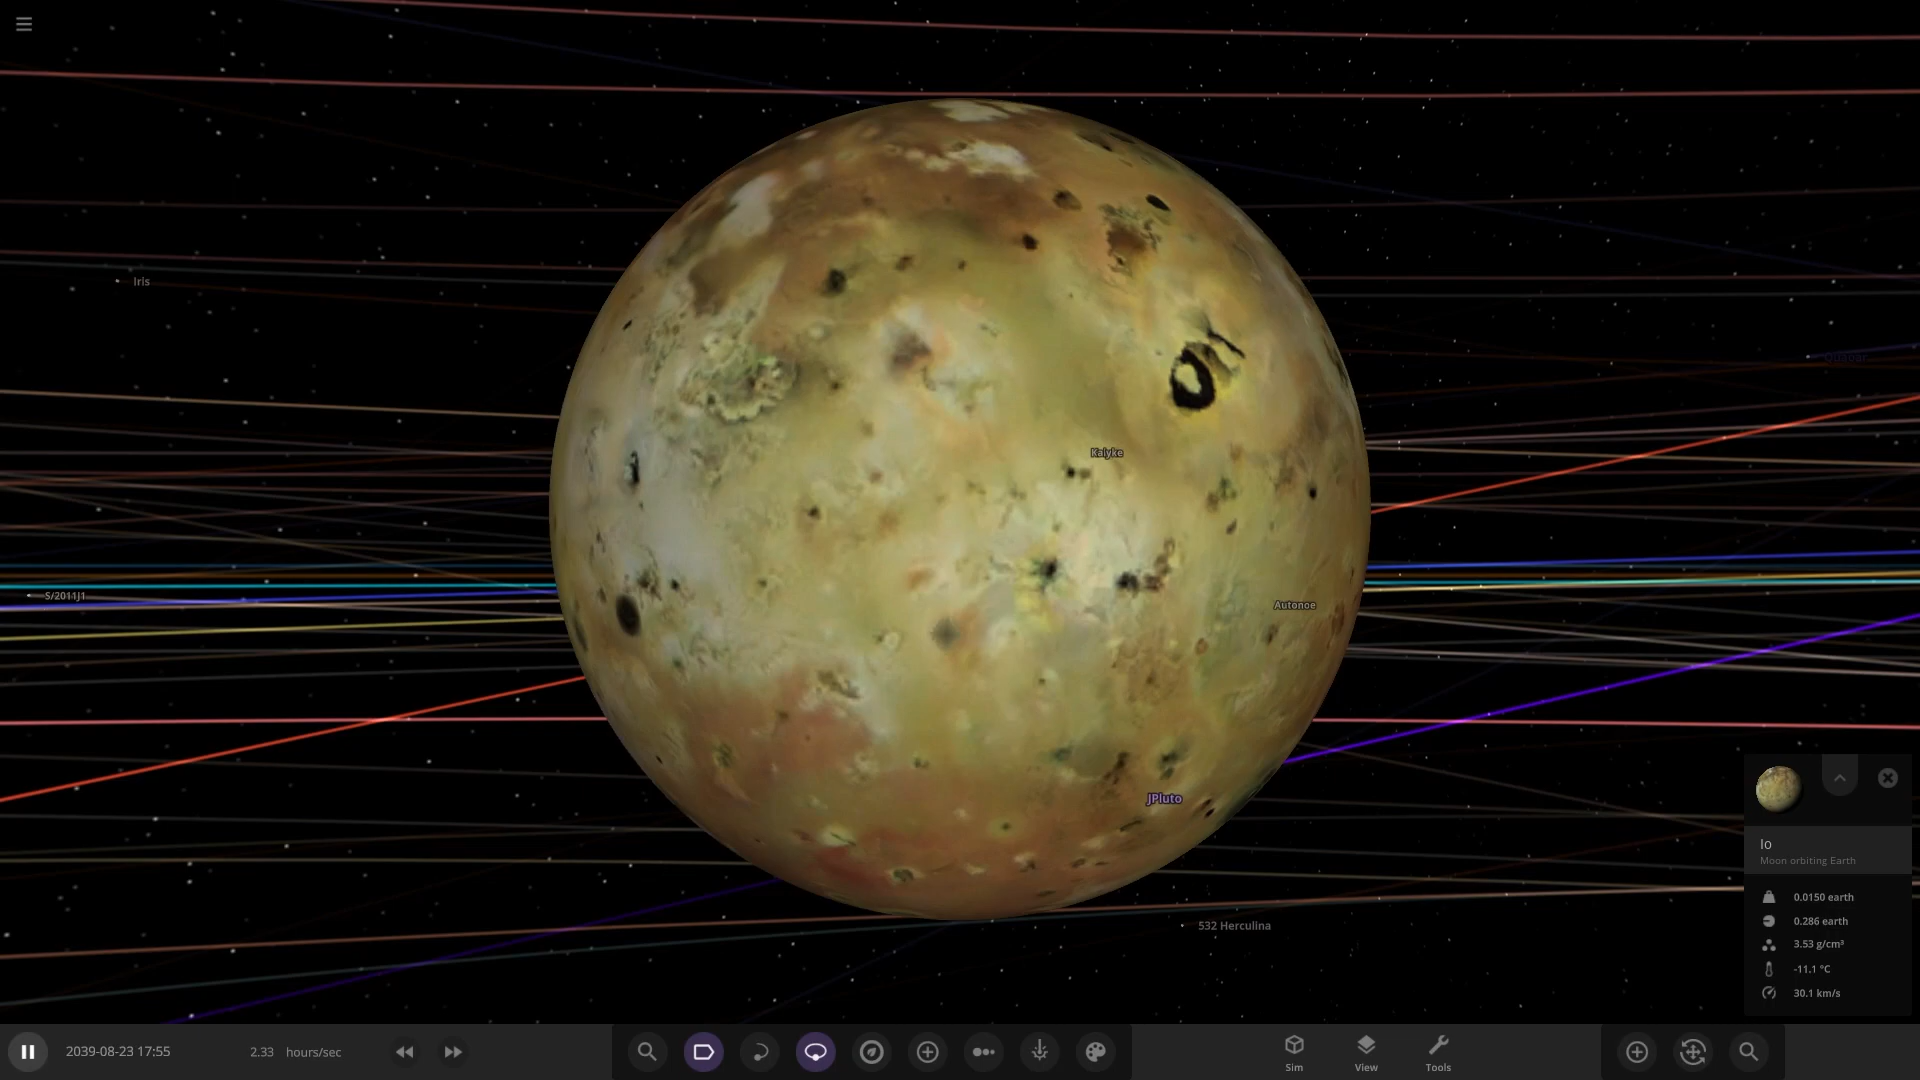 Iris
Quaoar
Kalyke
S/2011J1
Autonoe
JPluto
532 Herculina
Io
Moon orbiting Earth
0.0150 earth
0.286 earth
3.53 g/cm³
-11.1 °C
30.1 km/s
2039-08-23 17:55
2.33 hours/sec
Sim
View
Tools